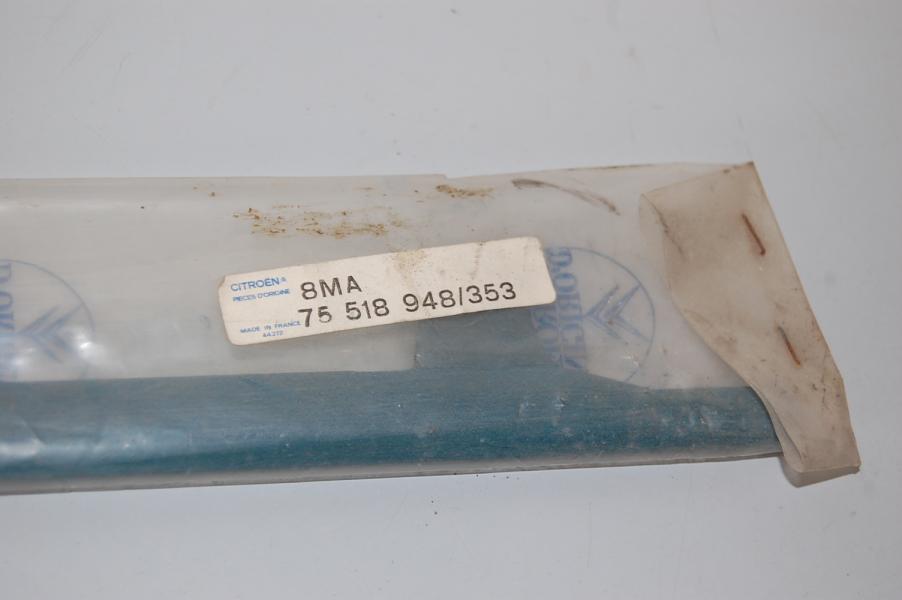 CITROËN®
PIECES D'ORIGINE
8MA
75 518 948/353
MADE IN FRANCE